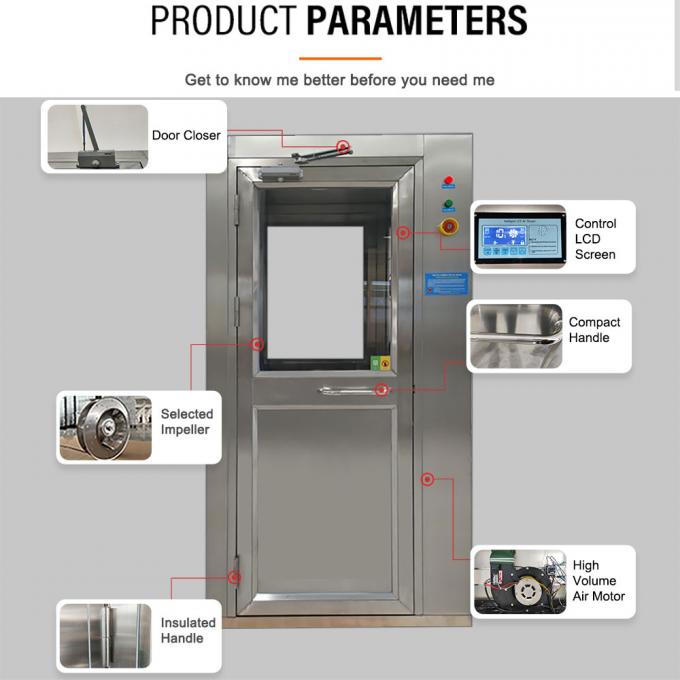 PRODUCT PARAMETERS
Get to know me better before you need me
Door Closer
Control
LCD
Screen
Compact
Handle
Selected
Impeller
High
Volume
Air Motor
Insulated
Handle